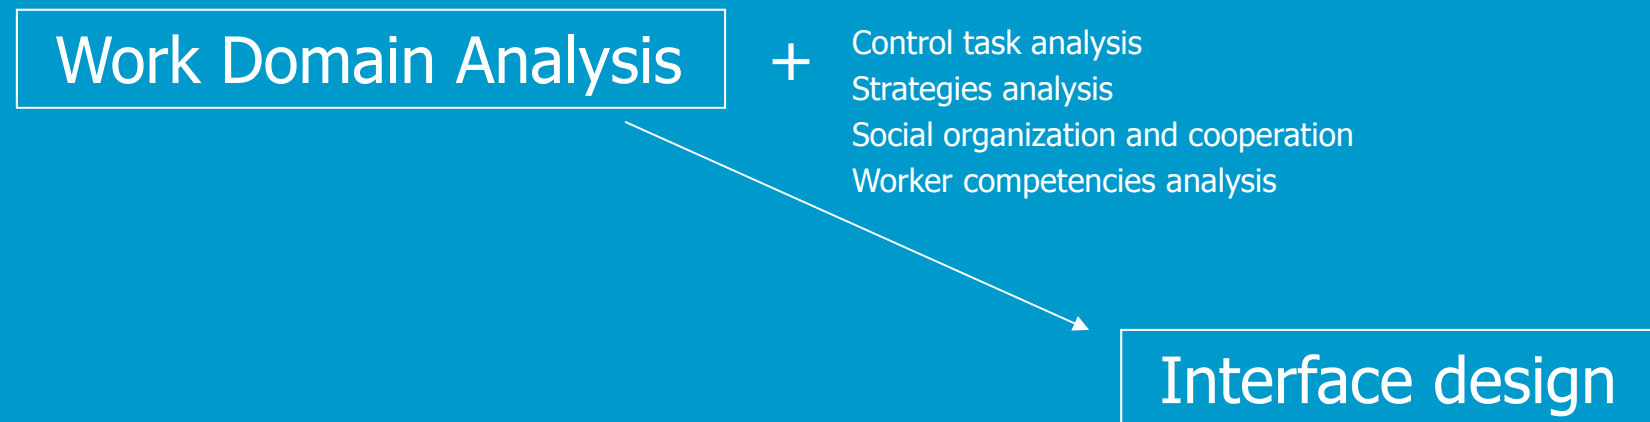 Work Domain Analysis
+
Control task analysis
Strategies analysis
Social organization and cooperation
Worker competencies analysis
Interface design